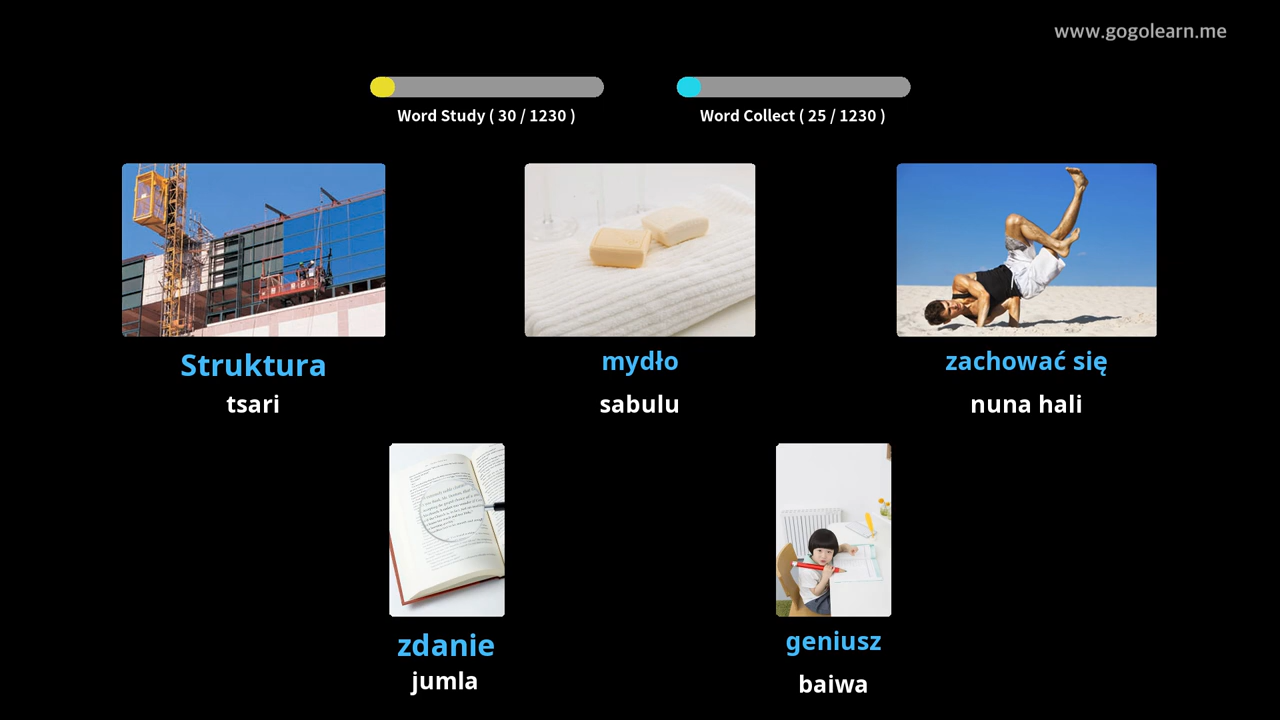 www.gogolearn.me
Word Study ( 30 / 1230 )
Word Collect ( 25 / 1230 )
Struktura
tsari
mydło
sabulu
zachować się
nuna hali
zdanie
jumla
geniusz
baiwa